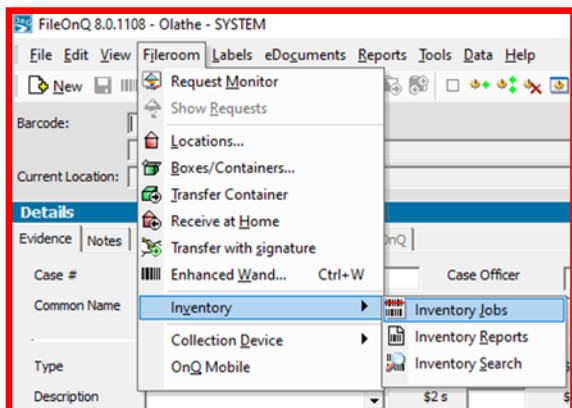 FileOnQ 8.0.1108 - Olathe - SYSTEM
File Edit View Fileroom Labels eDocuments Reports Tools Data Help
New
Request Monitor
Show Requests
Barcode:
Locations...
Boxes/Containers...
Current Location:
Transfer Container
Details
Receive at Home
Evidence Notes
Transfer with signature
OnQ
Case #
Enhanced Wand... Ctrl+W
Case Officer
Common Name
Inventory
Inventory Jobs
Collection Device
Inventory Reports
Type
OnQ Mobile
Inventory Search
Description
$2 s